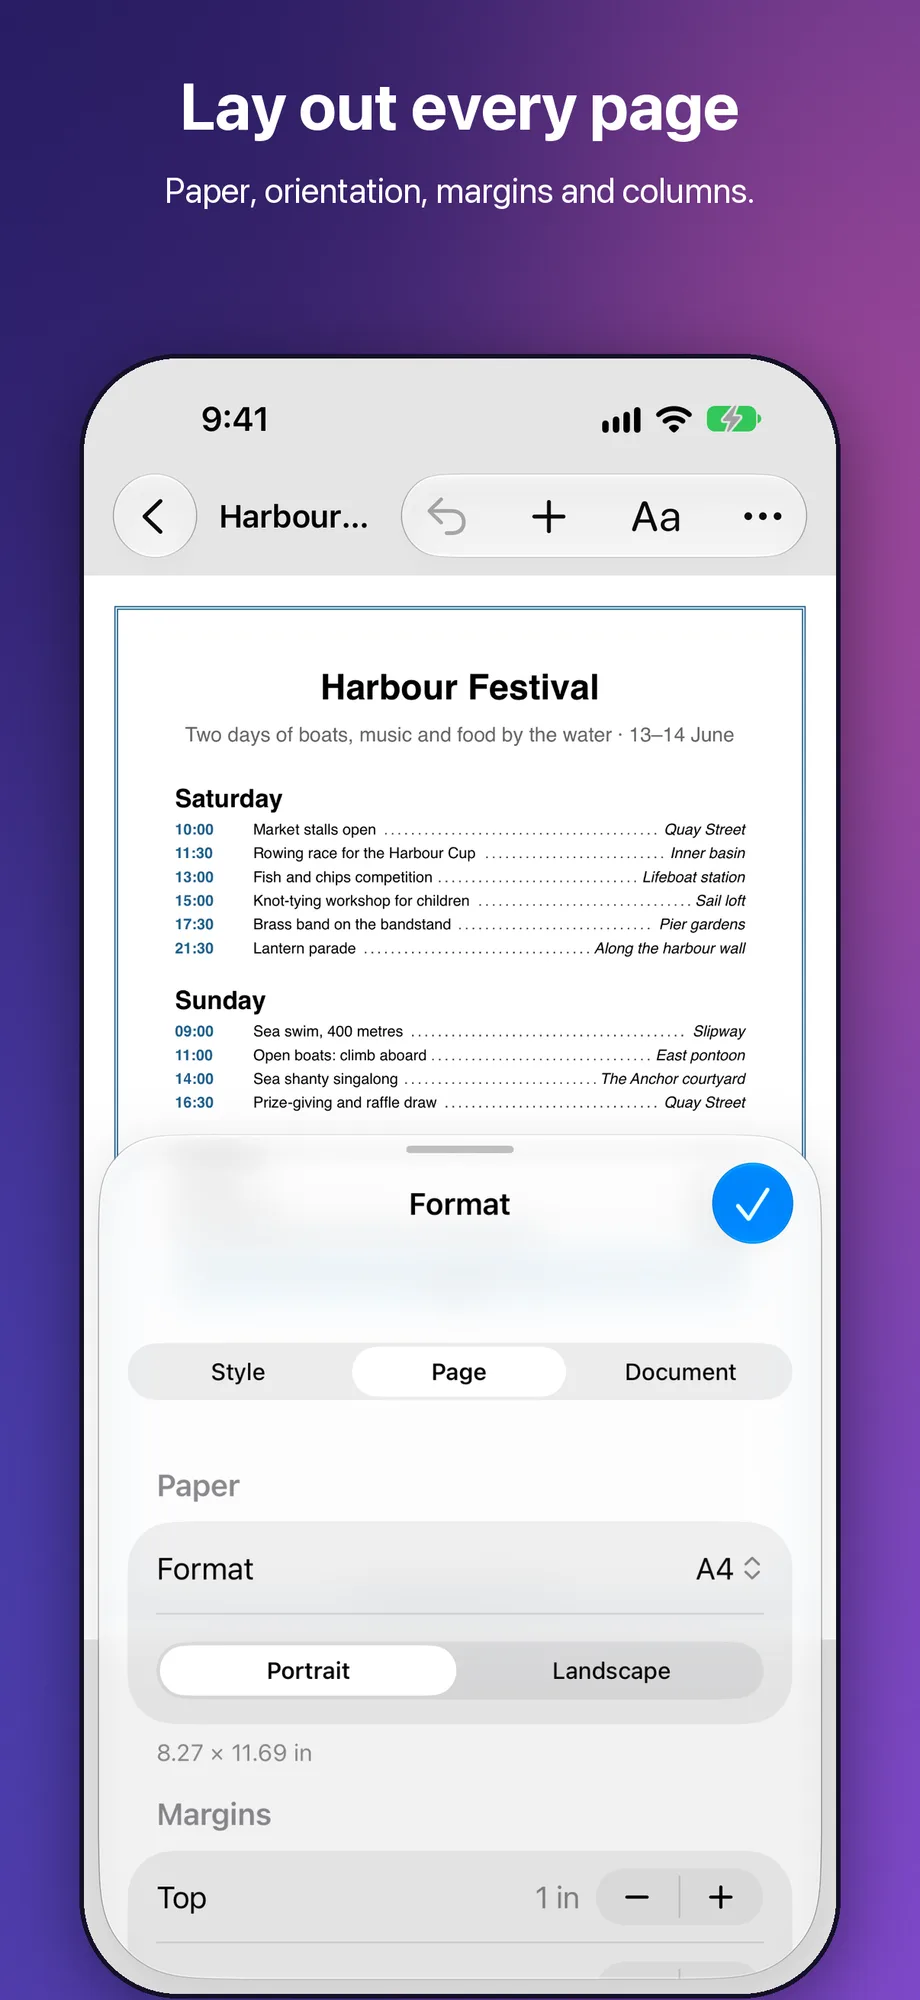 Lay out every page
Paper, orientation, margins and columns.
9:41
Harbour...
Aa
Harbour Festival
Two days of boats, music and food by the water · 13–14 June
Saturday
10:00 Market stalls open Quay Street
11:30 Rowing race for the Harbour Cup Inner basin
13:00 Fish and chips competition Lifeboat station
15:00 Knot-tying workshop for children Sail loft
17:30 Brass band on the bandstand Pier gardens
21:30 Lantern parade Along the harbour wall
Sunday
09:00 Sea swim, 400 metres Slipway
11:00 Open boats: climb aboard East pontoon
14:00 Sea shanty singalong The Anchor courtyard
16:30 Prize-giving and raffle draw Quay Street
Format
Style Page Document
Paper
Format A4
Portrait Landscape
8.27 × 11.69 in
Margins
Top 1 in